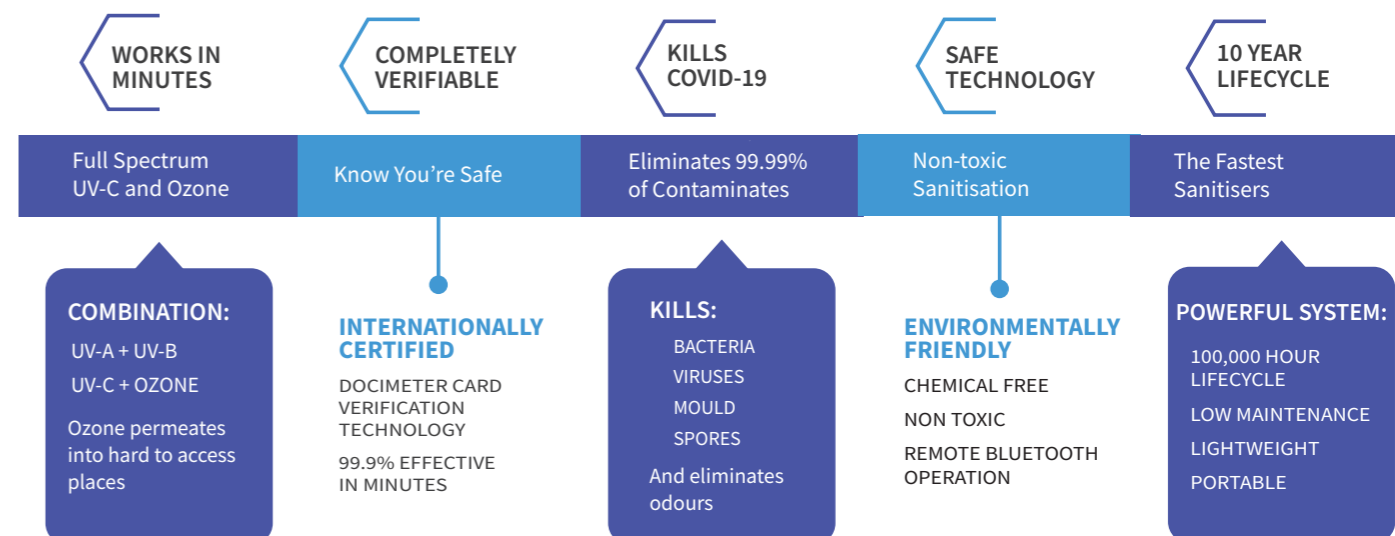 WORKS IN
MINUTES
COMPLETELY
VERIFIABLE
KILLS
COVID-19
SAFE
TECHNOLOGY
10 YEAR
LIFECYCLE
Full Spectrum
UV-C and Ozone
Know You’re Safe
Eliminates 99.99%
of Contaminates
Non-toxic
Sanitisation
The Fastest
Sanitisers
COMBINATION:
UV-A + UV-B
UV-C + OZONE
Ozone permeates
into hard to access
places
INTERNATIONALLY
CERTIFIED
DOCIMETER CARD
VERIFICATION
TECHNOLOGY
99.9% EFFECTIVE
IN MINUTES
KILLS:
BACTERIA
VIRUSES
MOULD
SPORES
And eliminates
odours
ENVIRONMENTALLY
FRIENDLY
CHEMICAL FREE
NON TOXIC
REMOTE BLUETOOTH
OPERATION
POWERFUL SYSTEM:
100,000 HOUR
LIFECYCLE
LOW MAINTENANCE
LIGHTWEIGHT
PORTABLE